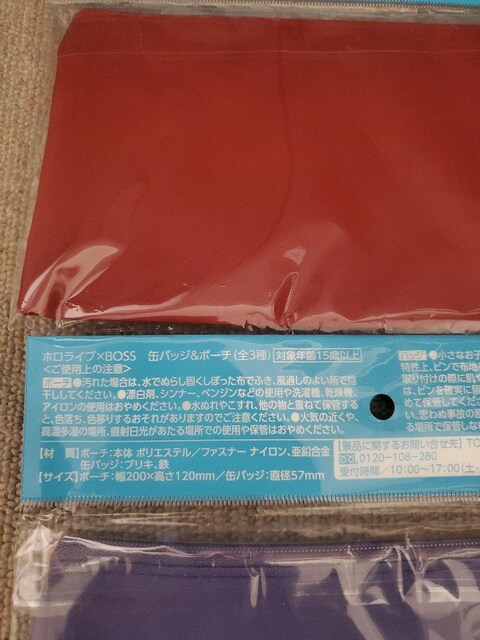 ホロライブ×BOSS 缶バッジ&ポーチ(全3種) 対象年齢15歳以上
<ご使用上の注意>
ポーチ ●汚れた場合は、水でぬらし固くしぼった布でふき、風通しのよい所で陰
干ししてください。●漂白剤、シンナー、ベンジンなどの使用や洗濯機、乾燥機、
アイロンの使用はおやめください。●水ぬれやこすれ、他の物と重ねて保管する
と、色落ち、色移りするおそれがありますのでご注意ください。●火気の近くや、
高温多湿の場所、直射日光があたる場所での使用や保管はおやめください。
【材 質】ポーチ:本体 ポリエステル/ファスナー ナイロン、亜鉛合金
缶バッジ:ブリキ、鉄
【サイズ】ポーチ:幅200×高さ120mm/缶バッジ:直径57mm
バッジ ●小さなお子
特性上、ピンで布地
取り付けの際に肌
は、ピンを確実に
めて保管してくだ
い。思わぬ事故の
場所で保管しな
【景品に関するお問い合せ先】TO
0120-108-280
受付時間/10:00〜17:00(土・